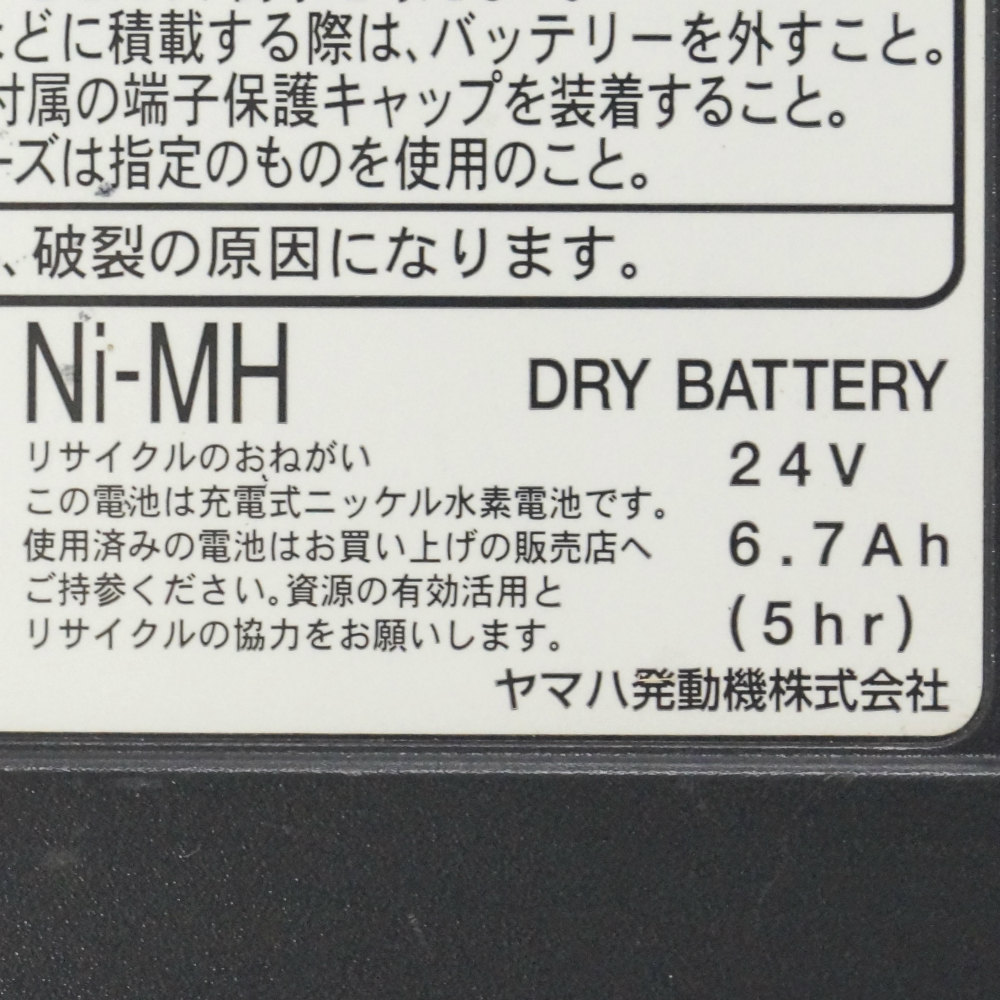 どに積載する際は、バッテリーを外すこと。
付属の端子保護キャップを装着すること。
ーズは指定のものを使用のこと。
、破裂の原因になります。
Ni-MH
DRY BATTERY
リサイクルのおねがい
この電池は充電式ニッケル水素電池です。
使用済みの電池はお買い上げの販売店へ
ご持参ください。資源の有効活用と
リサイクルの協力をお願いします。
24V
6.7Ah
(5hr)
ヤマハ発動機株式会社